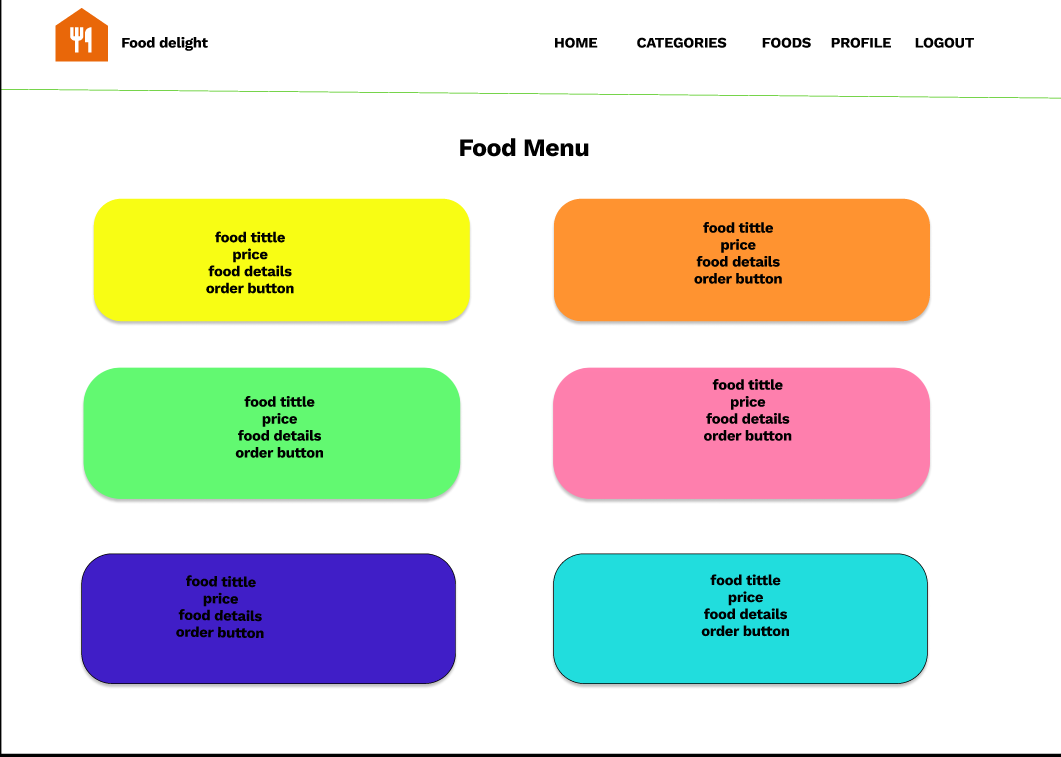 Food delight
HOME CATEGORIES FOODS PROFILE LOGOUT
Food Menu
food tittle
price
food details
order button
food tittle
price
food details
order button
food tittle
price
food details
order button
food tittle
price
food details
order button
food tittle
price
food details
order button
food tittle
price
food details
order button